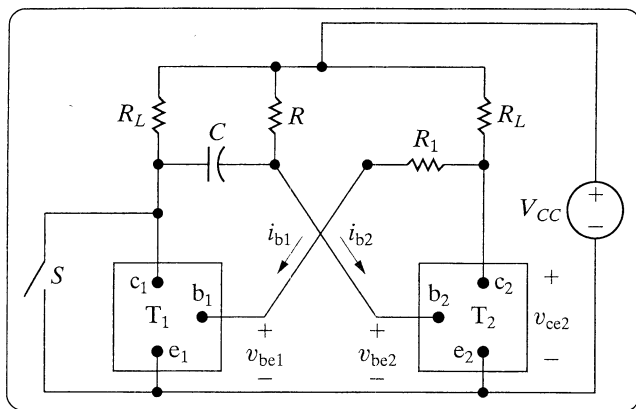 R_L C R R_1 R_L
V_CC + −
S i_b1 i_b2
c_1 T_1 b_1 e_1
+ v_be1 −
+ v_be2 −
b_2 c_2 T_2 e_2
+ v_ce2 −